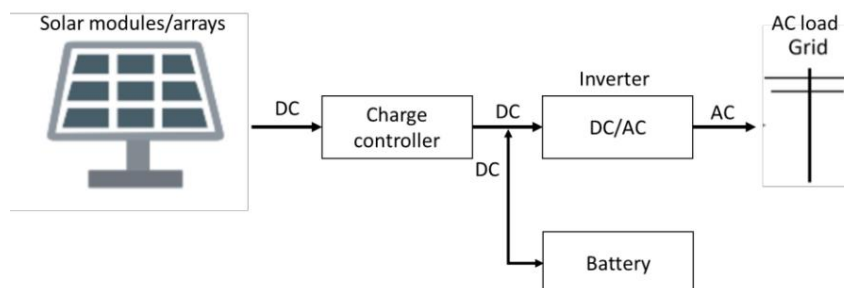 Solar modules/arrays
AC load
Grid
Inverter
DC
Charge
controller
DC
DC/AC
AC
DC
Battery